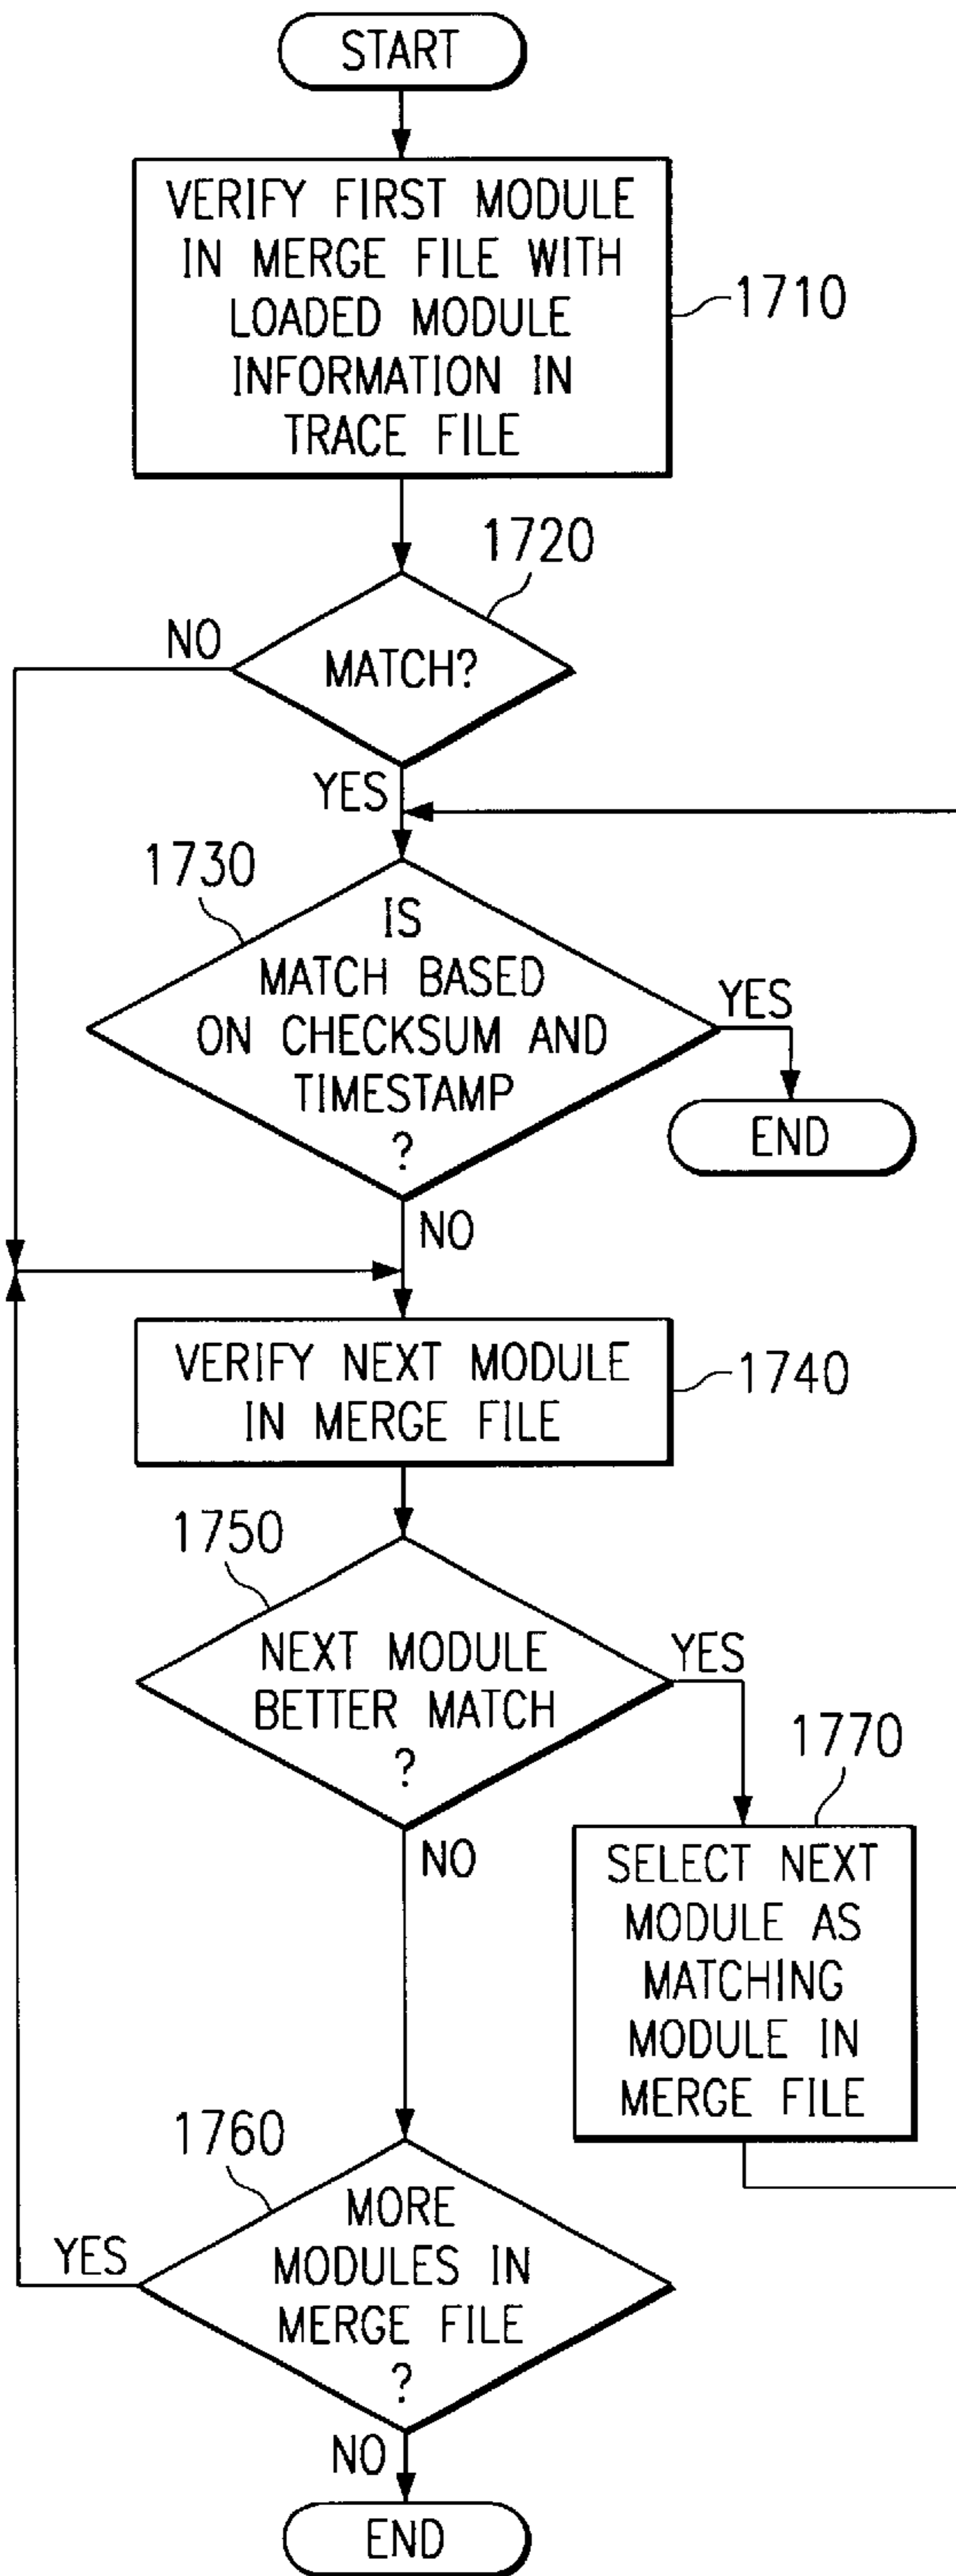 START
VERIFY FIRST MODULE
IN MERGE FILE WITH
LOADED MODULE
INFORMATION IN
TRACE FILE
1710
1720
NO
MATCH?
YES
1730
IS
MATCH BASED
ON CHECKSUM AND
TIMESTAMP
?
YES
END
NO
VERIFY NEXT MODULE
IN MERGE FILE
1740
1750
NEXT MODULE
BETTER MATCH
?
YES
NO
1770
SELECT NEXT
MODULE AS
MATCHING
MODULE IN
MERGE FILE
1760
YES
MORE
MODULES IN
MERGE FILE
?
NO
END